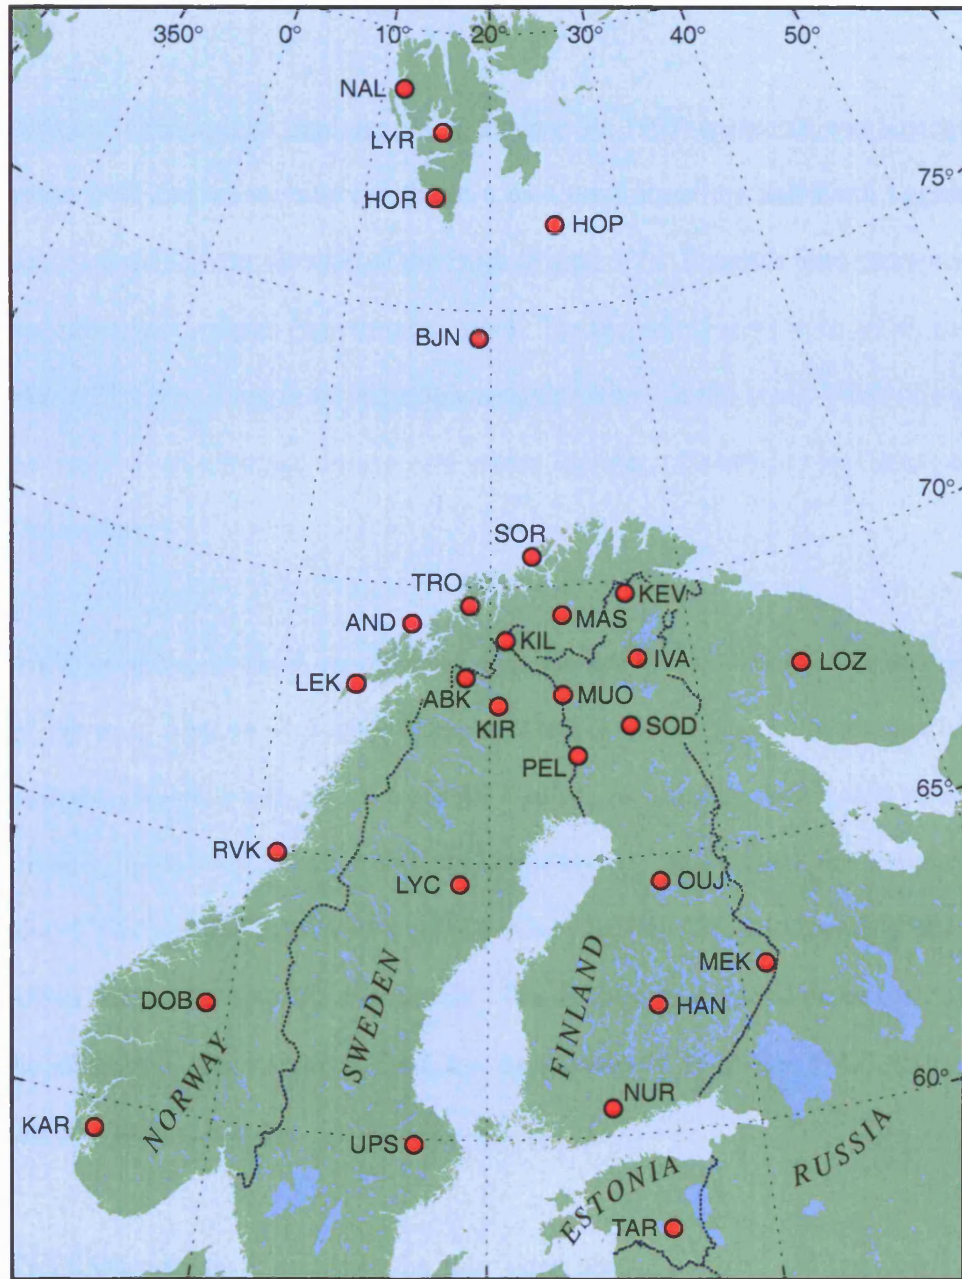 350°
0°
10°
20°
30°
40°
50°
NAL
LYR
75°
HOR
HOP
BJN
70°
SOR
TRO
KEV
AND
MAS
KIL
IVA
LOZ
LEK
ABK
MUO
KIR
SOD
PEL
65°
RVK
LYC
OUJ
MEK
DOB
HAN
SWEDEN
FINLAND
NORWAY
60°
NUR
KAR
UPS
RUSSIA
ESTONIA
TAR